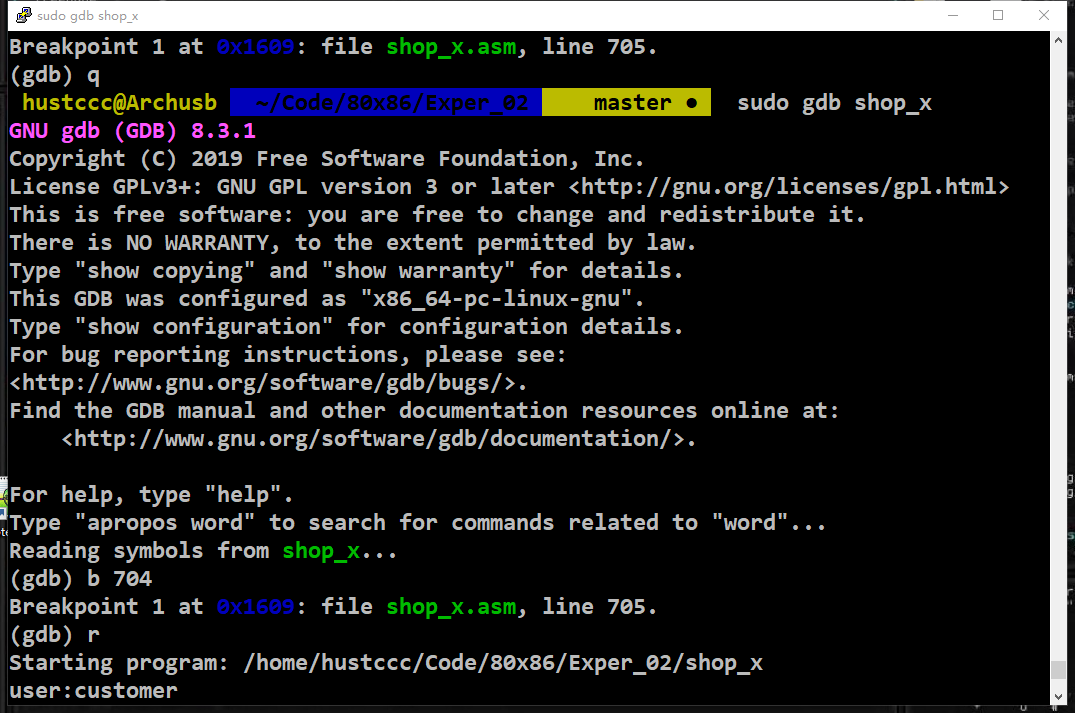 sudo gdb shop_x
Breakpoint 1 at 0x1609: file shop_x.asm, line 705.
(gdb) q
hustccc@Archusb ~/Code/80x86/Exper_02 master ● sudo gdb shop_x
GNU gdb (GDB) 8.3.1
Copyright (C) 2019 Free Software Foundation, Inc.
License GPLv3+: GNU GPL version 3 or later <http://gnu.org/licenses/gpl.html>
This is free software: you are free to change and redistribute it.
There is NO WARRANTY, to the extent permitted by law.
Type "show copying" and "show warranty" for details.
This GDB was configured as "x86_64-pc-linux-gnu".
Type "show configuration" for configuration details.
For bug reporting instructions, please see:
<http://www.gnu.org/software/gdb/bugs/>.
Find the GDB manual and other documentation resources online at:
    <http://www.gnu.org/software/gdb/documentation/>.

For help, type "help".
Type "apropos word" to search for commands related to "word"...
Reading symbols from shop_x...
(gdb) b 704
Breakpoint 1 at 0x1609: file shop_x.asm, line 705.
(gdb) r
Starting program: /home/hustccc/Code/80x86/Exper_02/shop_x
user:customer